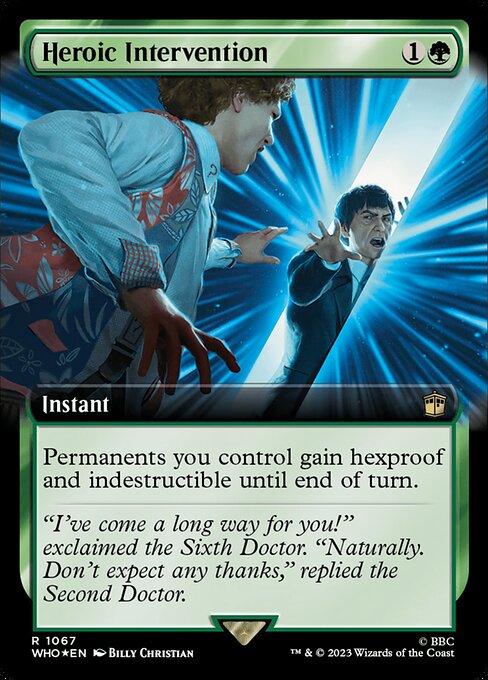 Heroic Intervention 1
Instant
Permanents you control gain hexproof
and indestructible until end of turn.
“I’ve come a long way for you!”
exclaimed the Sixth Doctor. “Naturally.
Don’t expect any thanks,” replied the
Second Doctor.
R 1067 © BBC
WHO★EN Billy Christian ™ & © 2023 Wizards of the Coast